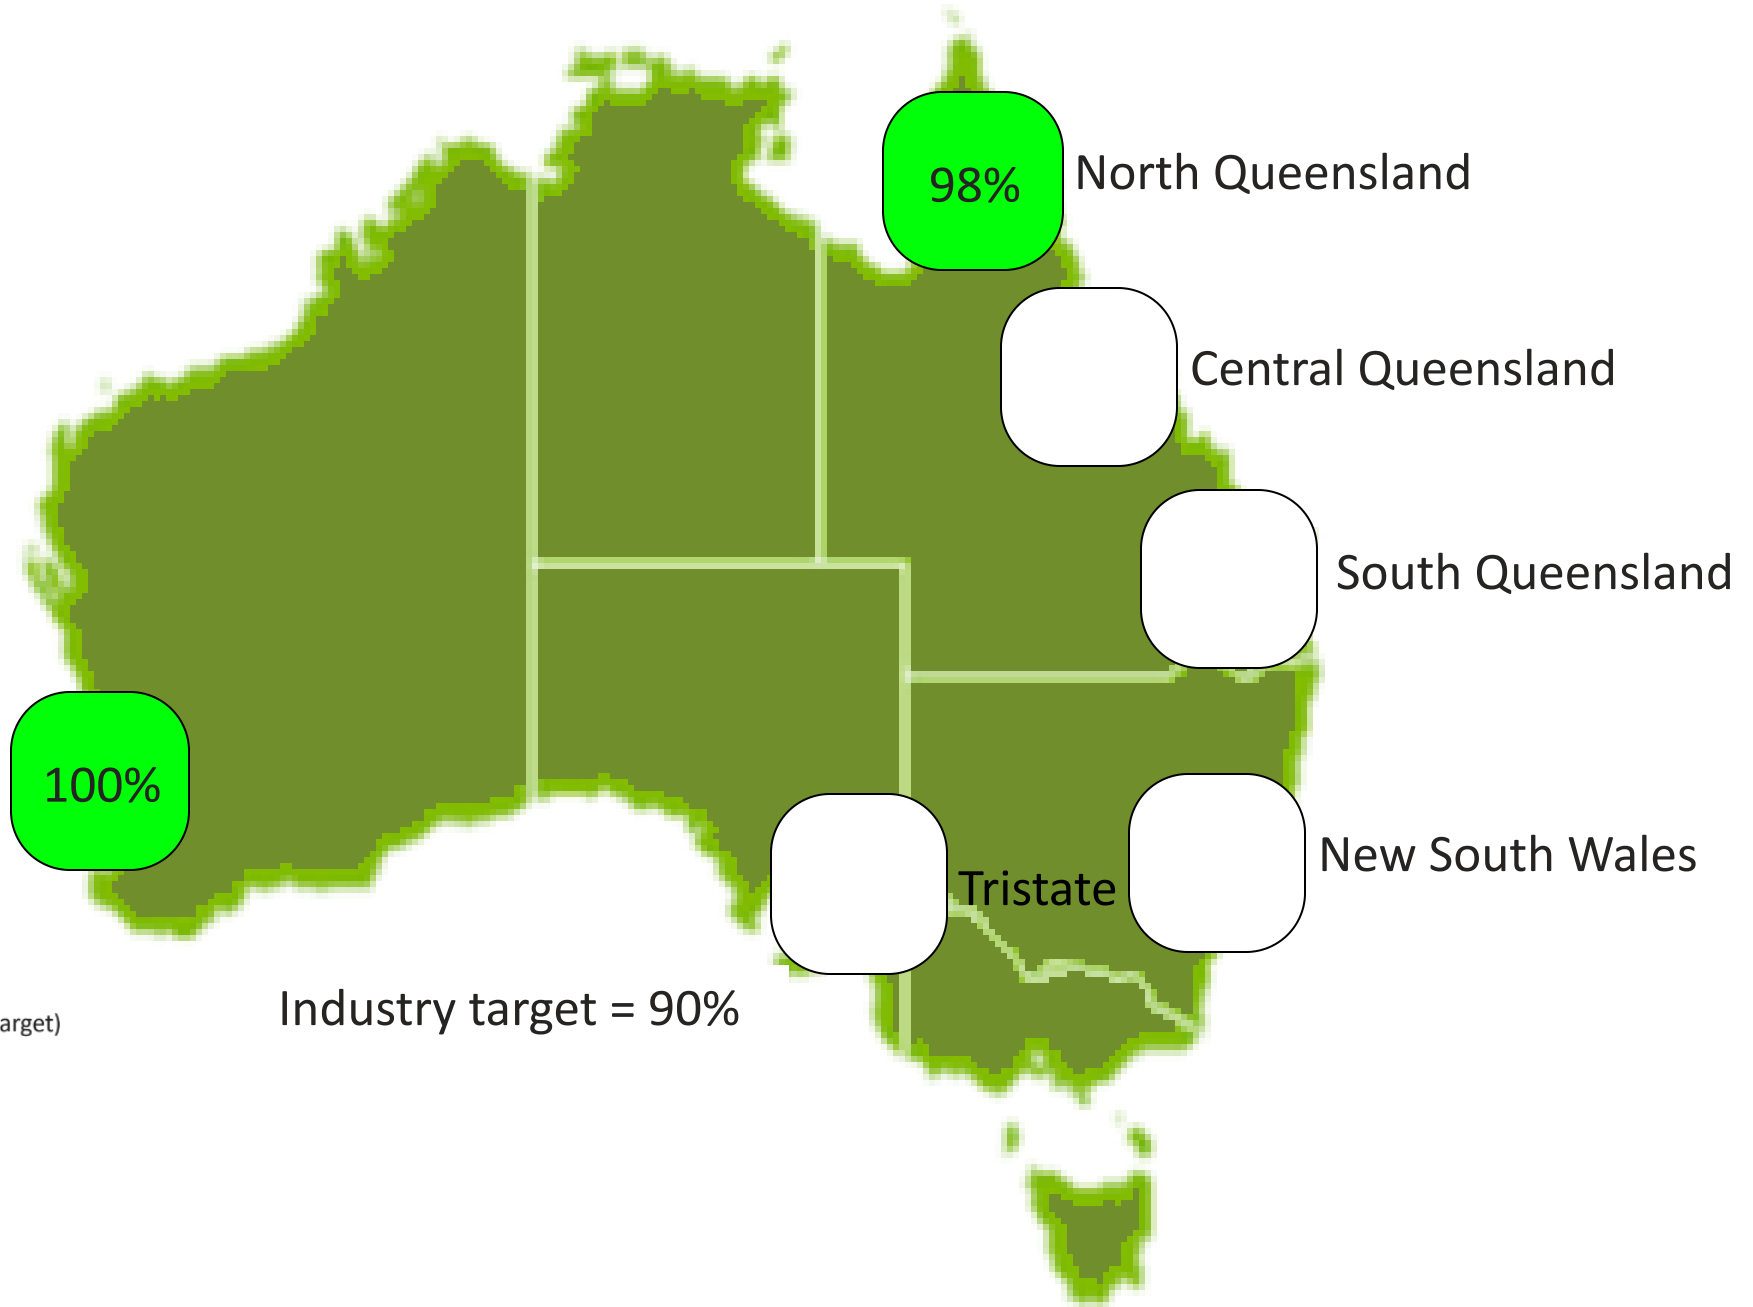 98%
North Queensland
Central Queensland
South Queensland
100%
New South Wales
Tristate
Industry target = 90%
arget)